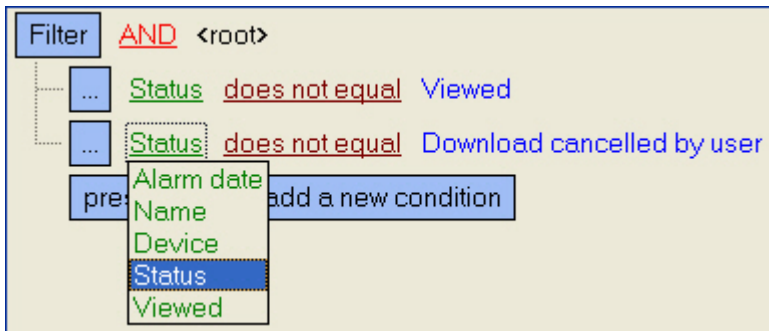 Filter AND <root>
... Status does not equal Viewed
... Status does not equal Download cancelled by user
pres add a new condition
Alarm date
Name
Device
Status
Viewed